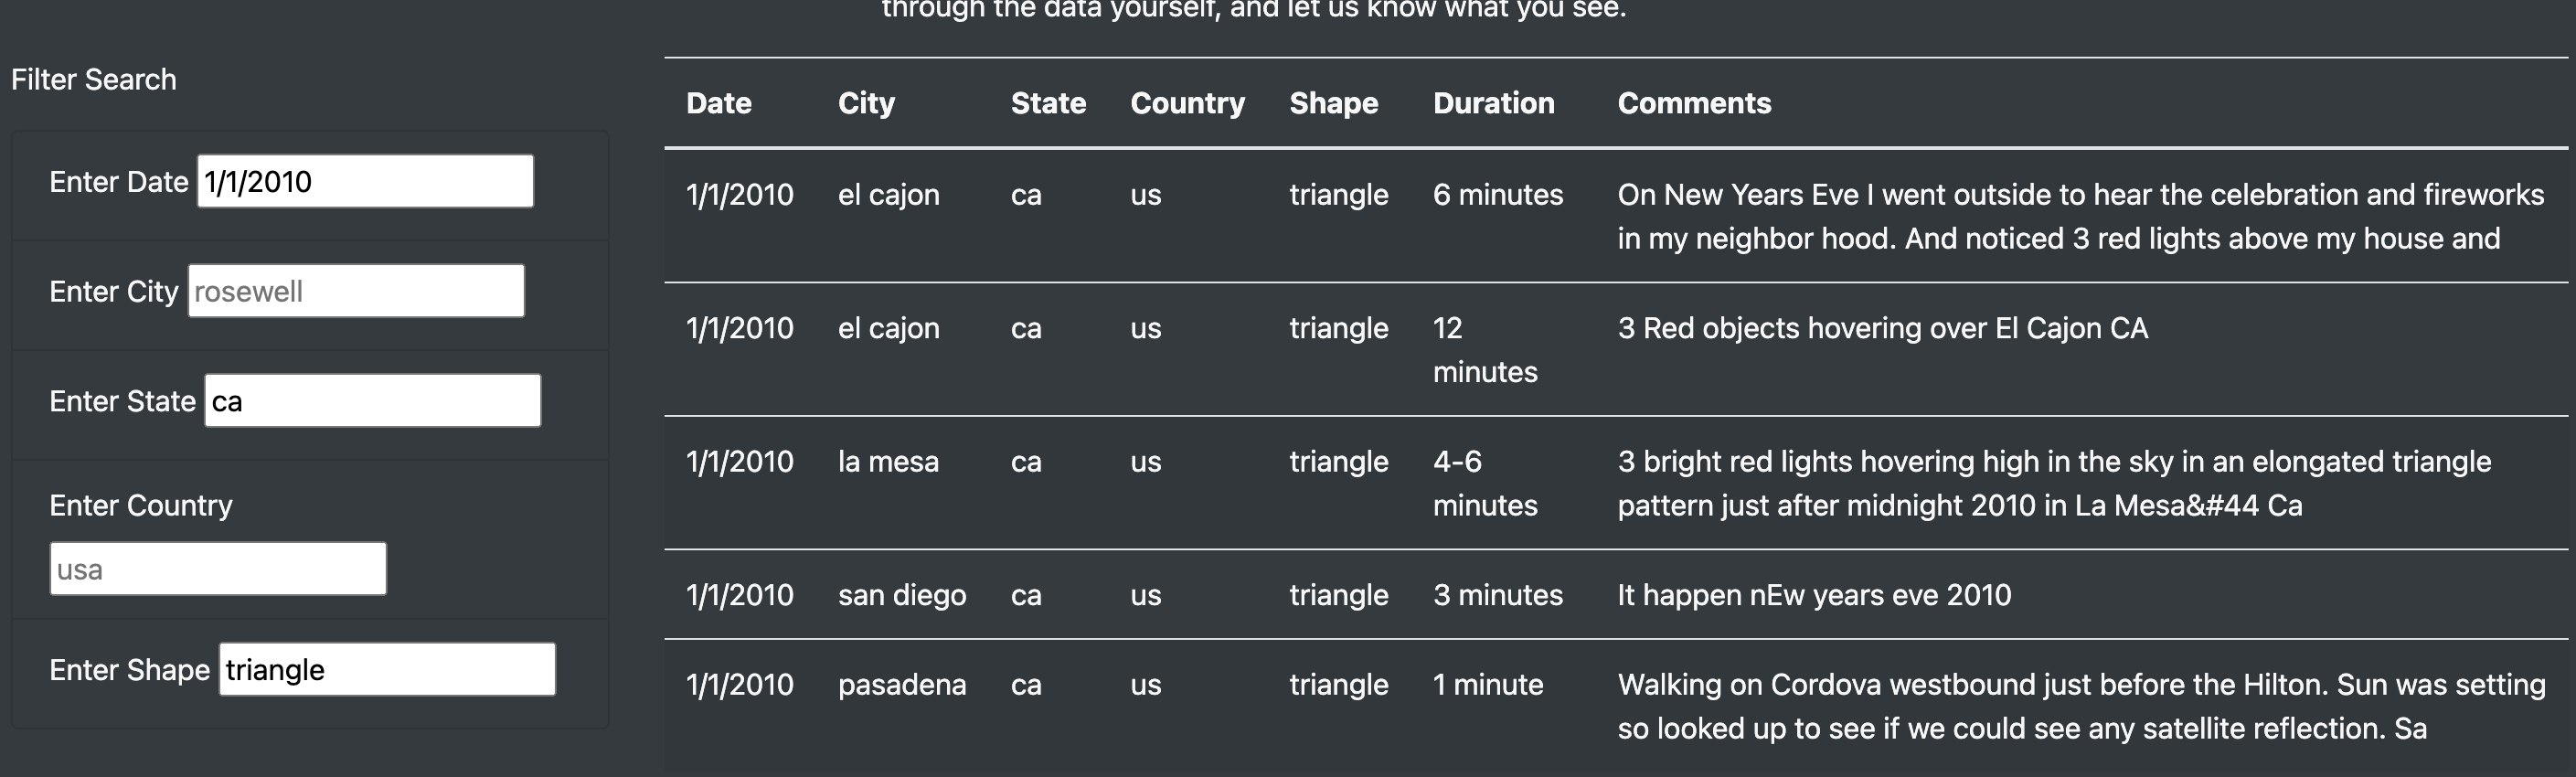 through the data yourself, and let us know what you see.
Filter Search
Enter Date 1/1/2010
Enter City rosewell
Enter State ca
Enter Country
usa
Enter Shape triangle
Date City State Country Shape Duration Comments
1/1/2010 el cajon ca us triangle 6 minutes On New Years Eve I went outside to hear the celebration and fireworks
in my neighbor hood. And noticed 3 red lights above my house and
1/1/2010 el cajon ca us triangle 12 3 Red objects hovering over El Cajon CA
minutes
1/1/2010 la mesa ca us triangle 4-6 3 bright red lights hovering high in the sky in an elongated triangle
minutes pattern just after midnight 2010 in La Mesa&#44 Ca
1/1/2010 san diego ca us triangle 3 minutes It happen nEw years eve 2010
1/1/2010 pasadena ca us triangle 1 minute Walking on Cordova westbound just before the Hilton. Sun was setting
so looked up to see if we could see any satellite reflection. Sa